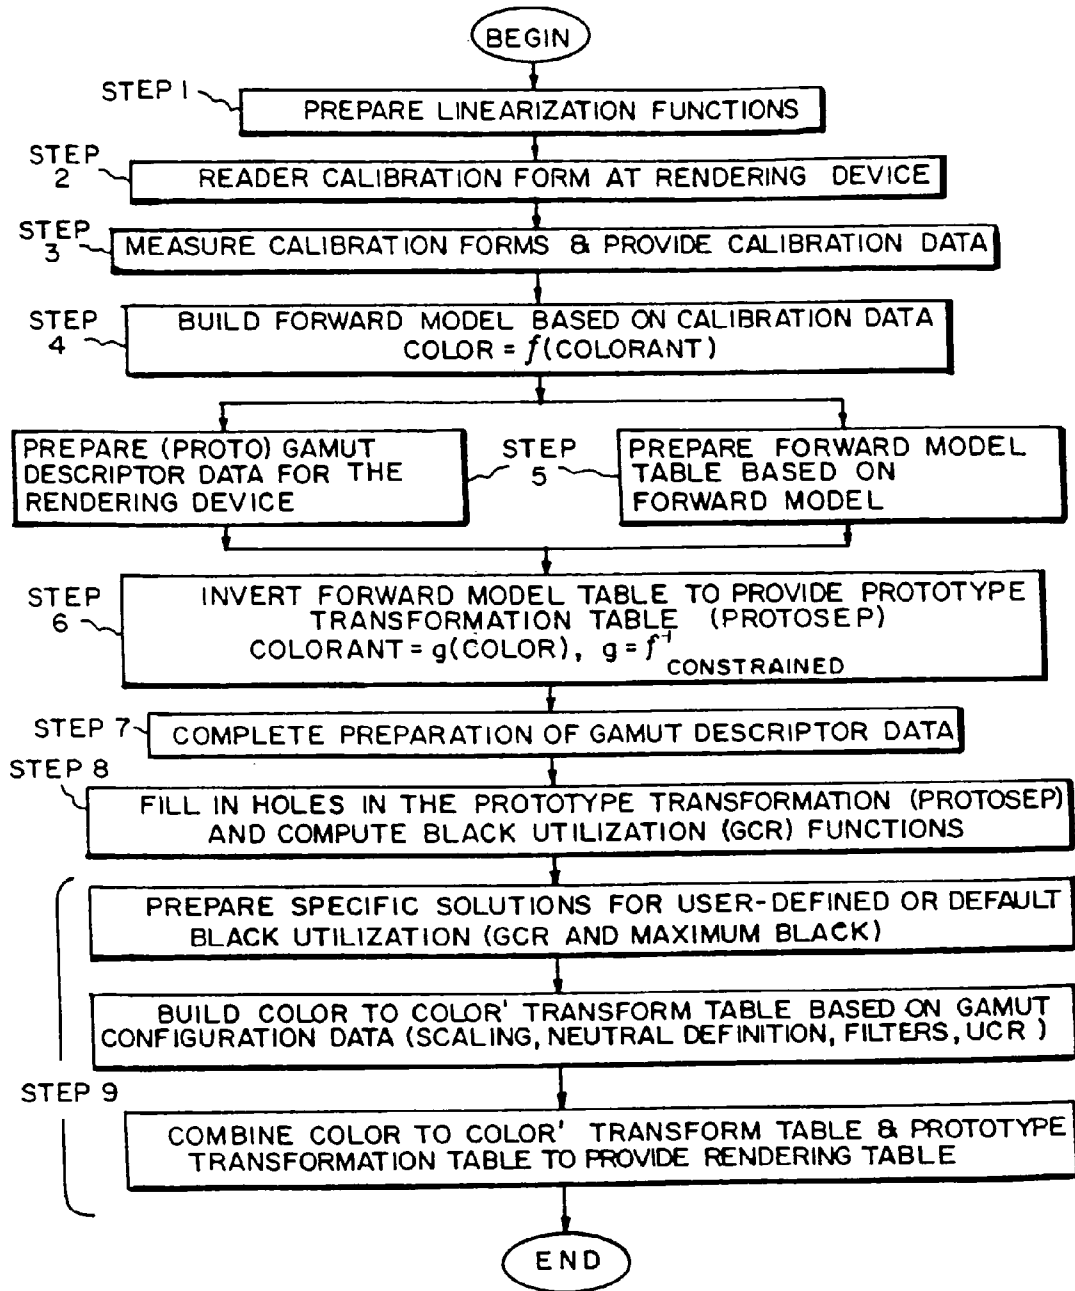 BEGIN
STEP 1
PREPARE LINEARIZATION FUNCTIONS
STEP
2
READER CALIBRATION FORM AT RENDERING DEVICE
STEP
3
MEASURE CALIBRATION FORMS & PROVIDE CALIBRATION DATA
STEP
4
BUILD FORWARD MODEL BASED ON CALIBRATION DATA
COLOR = f(COLORANT)
PREPARE (PROTO) GAMUT
DESCRIPTOR DATA FOR THE
RENDERING DEVICE
STEP
5
PREPARE FORWARD MODEL
TABLE BASED ON
FORWARD MODEL
STEP
6
INVERT FORWARD MODEL TABLE TO PROVIDE PROTOTYPE
TRANSFORMATION TABLE (PROTOSEP)
COLORANT = g(COLOR), g = f⁻¹
CONSTRAINED
STEP 7
COMPLETE PREPARATION OF GAMUT DESCRIPTOR DATA
STEP 8
FILL IN HOLES IN THE PROTOTYPE TRANSFORMATION (PROTOSEP)
AND COMPUTE BLACK UTILIZATION (GCR) FUNCTIONS
STEP 9
PREPARE SPECIFIC SOLUTIONS FOR USER-DEFINED OR DEFAULT
BLACK UTILIZATION (GCR AND MAXIMUM BLACK)
BUILD COLOR TO COLOR' TRANSFORM TABLE BASED ON GAMUT
CONFIGURATION DATA (SCALING, NEUTRAL DEFINITION, FILTERS, UCR )
COMBINE COLOR TO COLOR' TRANSFORM TABLE & PROTOTYPE
TRANSFORMATION TABLE TO PROVIDE RENDERING TABLE
END